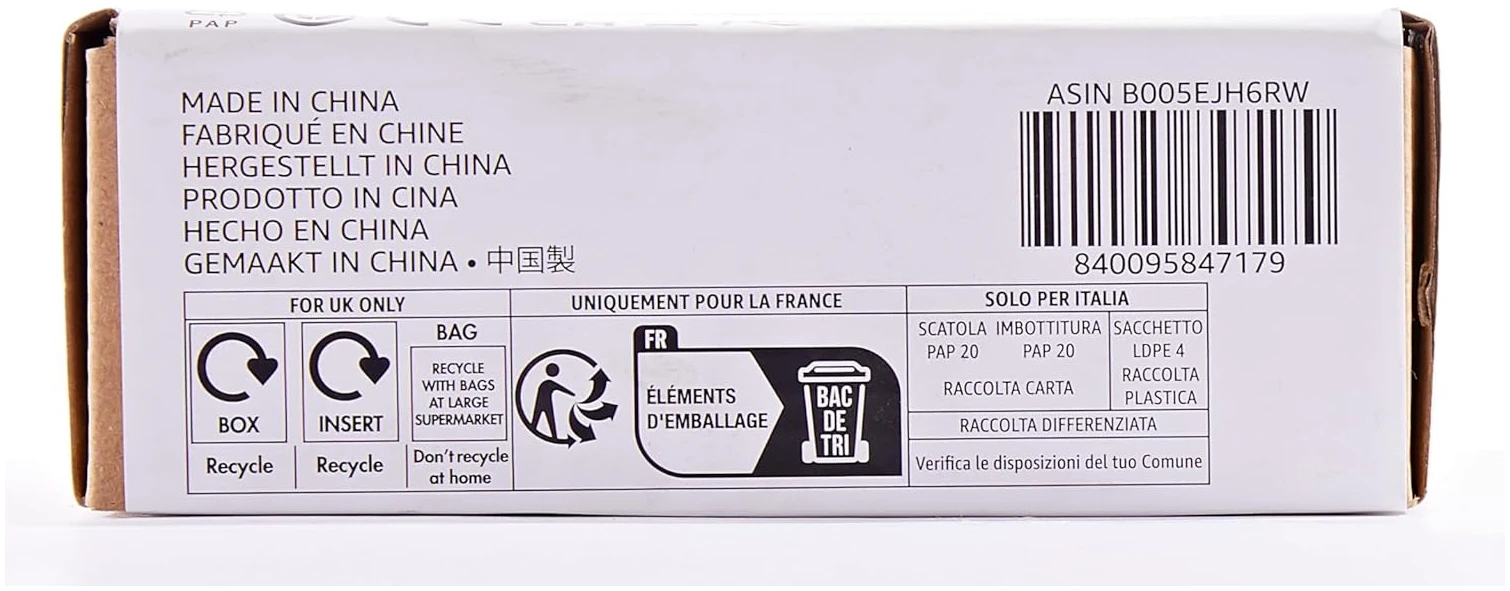 PAP
MADE IN CHINA
FABRIQUÉ EN CHINE
HERGESTELLT IN CHINA
PRODOTTO IN CINA
HECHO EN CHINA
GEMAAKT IN CHINA • 中国製
ASIN B005EJH6RW
840095847179
FOR UK ONLY
BOX
Recycle
INSERT
Recycle
BAG
RECYCLE
WITH BAGS
AT LARGE
SUPERMARKET
Don't recycle
at home
UNIQUEMENT POUR LA FRANCE
FR
ÉLÉMENTS
D'EMBALLAGE
BAC
DE
TRI
SOLO PER ITALIA
SCATOLA IMBOTTITURA
PAP 20 PAP 20
RACCOLTA CARTA
SACCHETTO
LDPE 4
RACCOLTA
PLASTICA
RACCOLTA DIFFERENZIATA
Verifica le disposizioni del tuo Comune